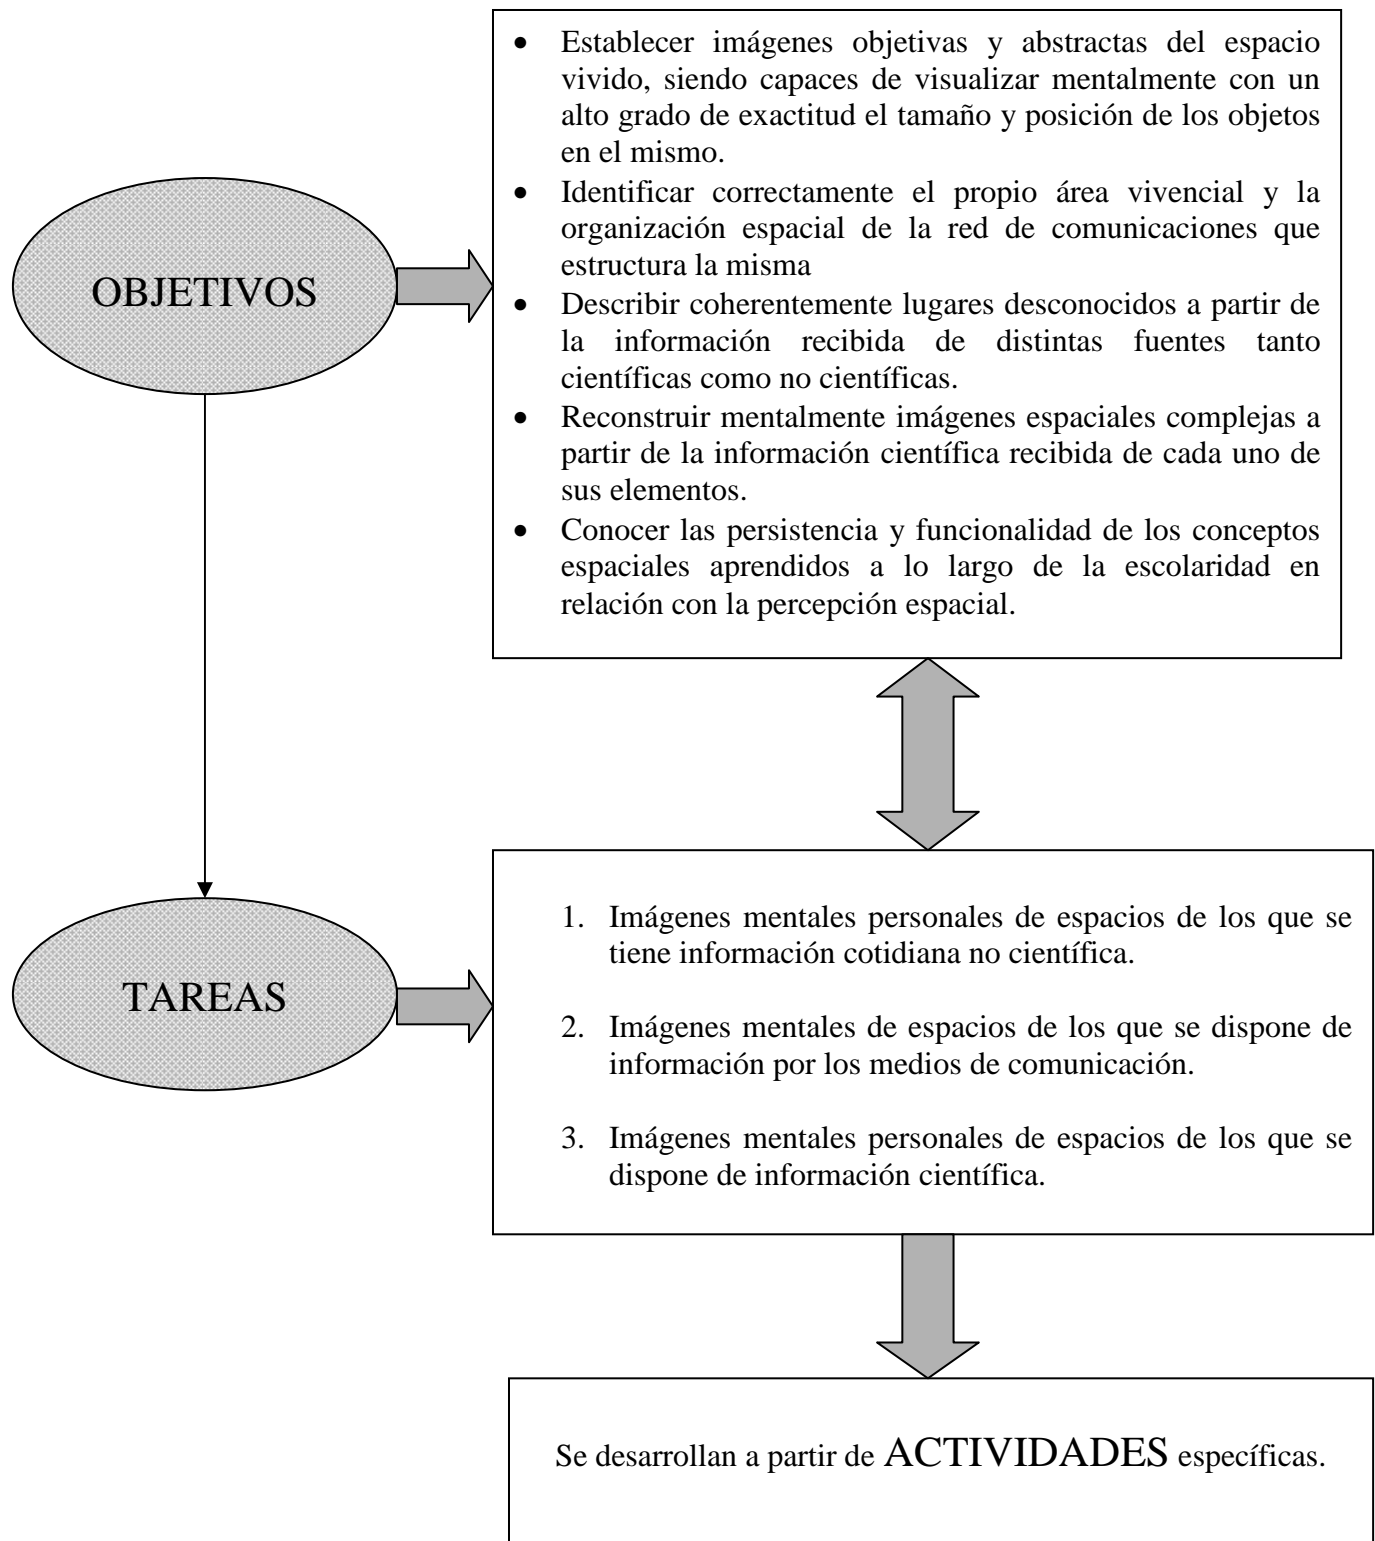 • Establecer imágenes objetivas y abstractas del espacio
vivido, siendo capaces de visualizar mentalmente con un
alto grado de exactitud el tamaño y posición de los objetos
en el mismo.
• Identificar correctamente el propio área vivencial y la
organización espacial de la red de comunicaciones que
estructura la misma
• Describir coherentemente lugares desconocidos a partir de
la información recibida de distintas fuentes tanto
científicas como no científicas.
• Reconstruir mentalmente imágenes espaciales complejas a
partir de la información científica recibida de cada uno de
sus elementos.
• Conocer las persistencia y funcionalidad de los conceptos
espaciales aprendidos a lo largo de la escolaridad en
relación con la percepción espacial.
OBJETIVOS
TAREAS
1. Imágenes mentales personales de espacios de los que se
tiene información cotidiana no científica.
2. Imágenes mentales de espacios de los que se dispone de
información por los medios de comunicación.
3. Imágenes mentales personales de espacios de los que se
dispone de información científica.
Se desarrollan a partir de ACTIVIDADES específicas.